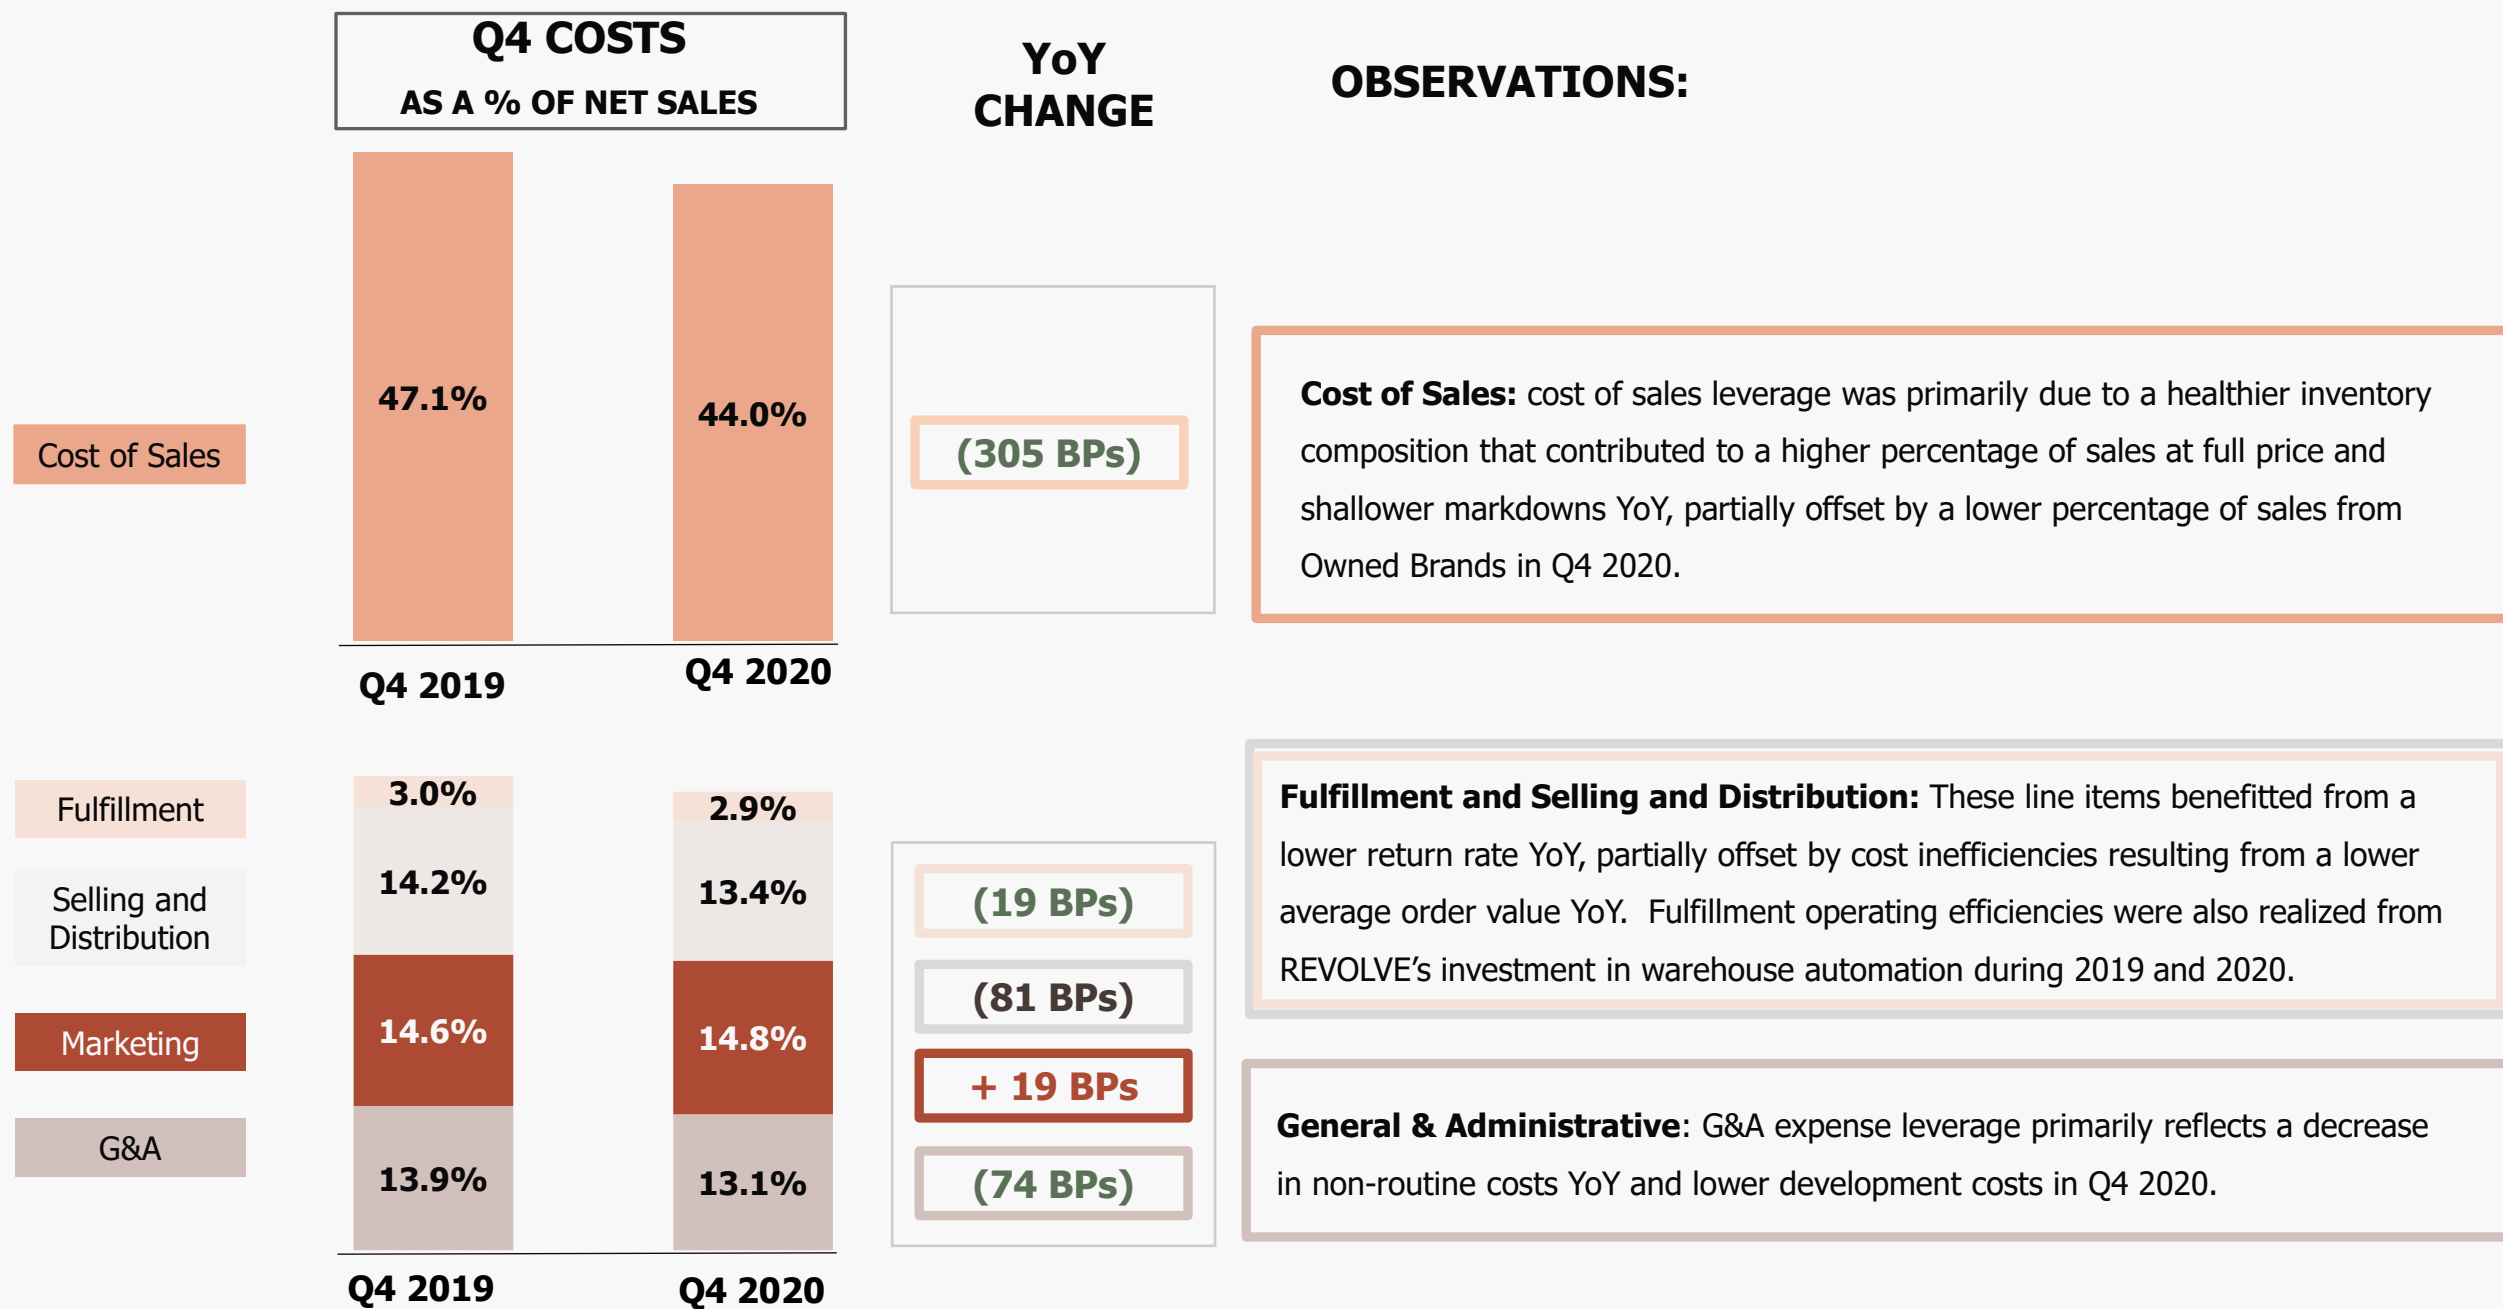 Q4 COSTS
AS A % OF NET SALES
YoY
CHANGE
OBSERVATIONS:
Cost of Sales
47.1%
44.0%
(305 BPs)
Cost of Sales: cost of sales leverage was primarily due to a healthier inventory
composition that contributed to a higher percentage of sales at full price and
shallower markdowns YoY, partially offset by a lower percentage of sales from
Owned Brands in Q4 2020.
Q4 2019
Q4 2020
Fulfillment
3.0%
2.9%
(19 BPs)
Selling and
Distribution
14.2%
13.4%
(81 BPs)
Fulfillment and Selling and Distribution: These line items benefitted from a
lower return rate YoY, partially offset by cost inefficiencies resulting from a lower
average order value YoY.  Fulfillment operating efficiencies were also realized from
REVOLVE’s investment in warehouse automation during 2019 and 2020.
Marketing
14.6%
14.8%
+ 19 BPs
G&A
13.9%
13.1%
(74 BPs)
General & Administrative: G&A expense leverage primarily reflects a decrease
in non-routine costs YoY and lower development costs in Q4 2020.
Q4 2019
Q4 2020